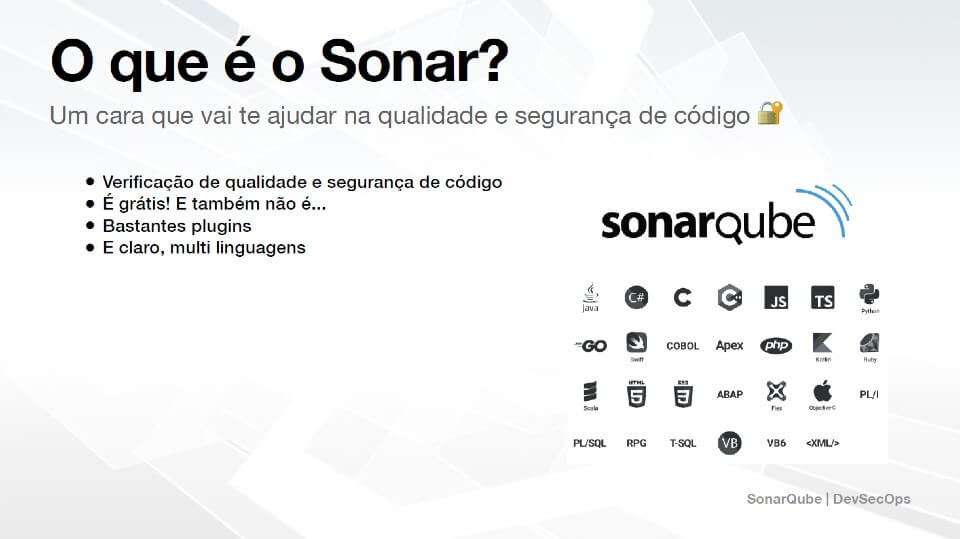 O que é o Sonar?
Um cara que vai te ajudar na qualidade e segurança de código 🔐
● Verificação de qualidade e segurança de código
● É grátis! E também não é...
● Bastantes plugins
● E claro, multi linguagens
sonarqube
Java C# C C++ JS TS Python
GO Swift COBOL Apex php Kotlin Ruby
Scala HTML 5 CSS 3 ABAP Flex Objective-C PL/I
PL/SQL RPG T-SQL VB VB6 <XML/>
SonarQube | DevSecOps